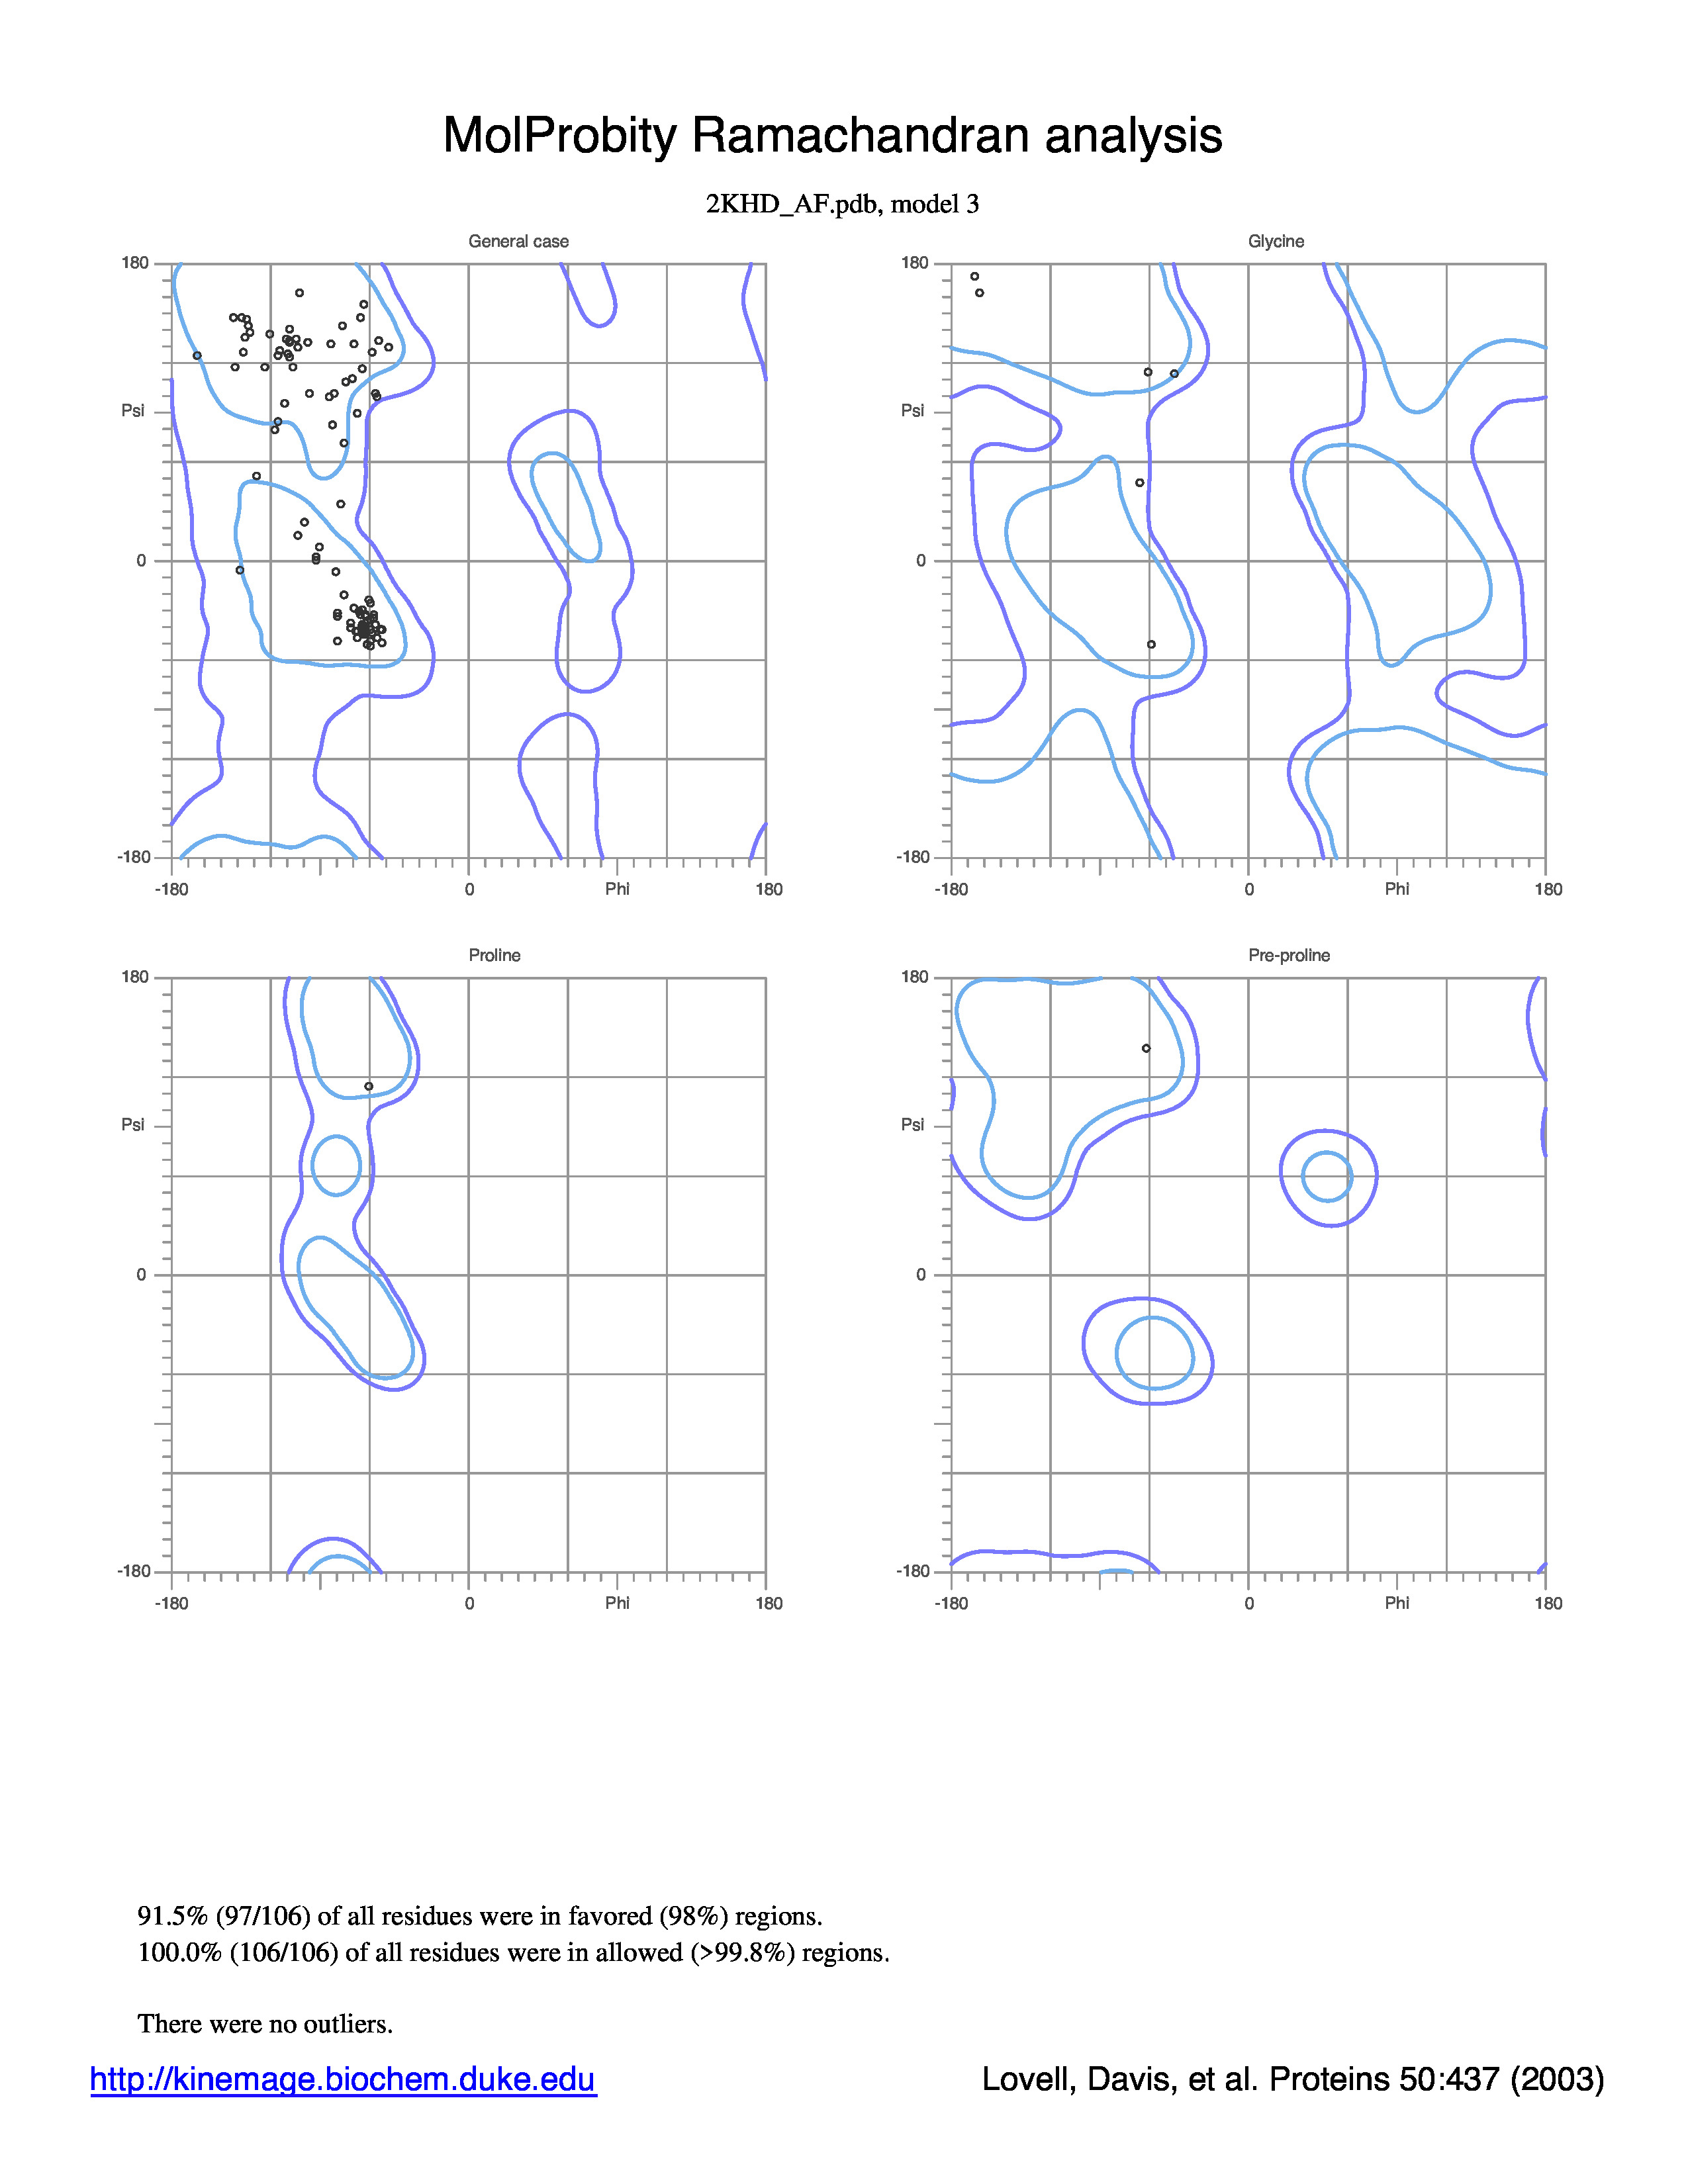 MolProbity Ramachandran analysis
2KHD_AF.pdb, model 3
General case
180
Psi
0
-180
-180
0
Phi
180
Glycine
180
Psi
0
-180
-180
0
Phi
180
Proline
180
Psi
0
-180
-180
0
Phi
180
Pre-proline
180
Psi
0
-180
-180
0
Phi
180
91.5% (97/106) of all residues were in favored (98%) regions.
100.0% (106/106) of all residues were in allowed (>99.8%) regions.
There were no outliers.
http://kinemage.biochem.duke.edu
Lovell, Davis, et al. Proteins 50:437 (2003)